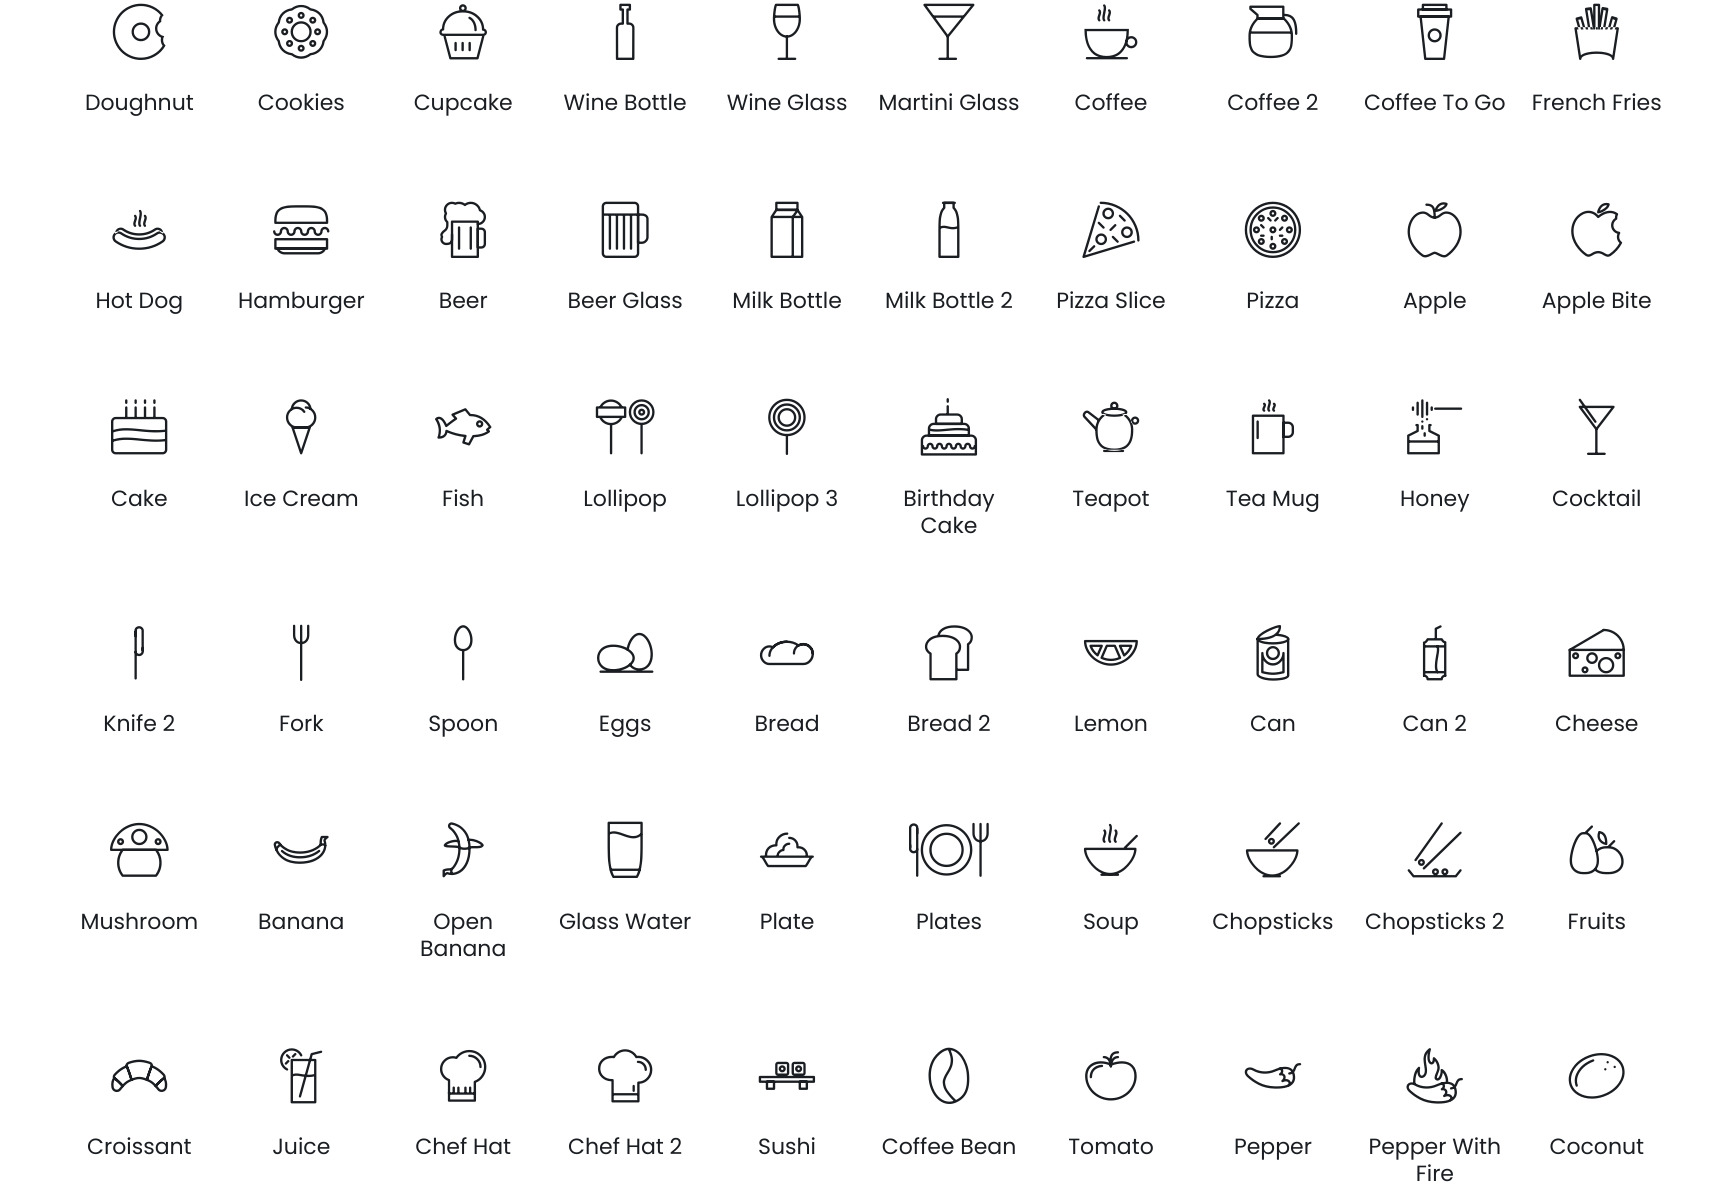 Doughnut Cookies Cupcake Wine Bottle Wine Glass Martini Glass Coffee Coffee 2 Coffee To Go French Fries
Hot Dog Hamburger Beer Beer Glass Milk Bottle Milk Bottle 2 Pizza Slice Pizza Apple Apple Bite
Cake Ice Cream Fish Lollipop Lollipop 3 Birthday Cake Teapot Tea Mug Honey Cocktail
Knife 2 Fork Spoon Eggs Bread Bread 2 Lemon Can Can 2 Cheese
Mushroom Banana Open Banana Glass Water Plate Plates Soup Chopsticks Chopsticks 2 Fruits
Croissant Juice Chef Hat Chef Hat 2 Sushi Coffee Bean Tomato Pepper Pepper With Fire Coconut